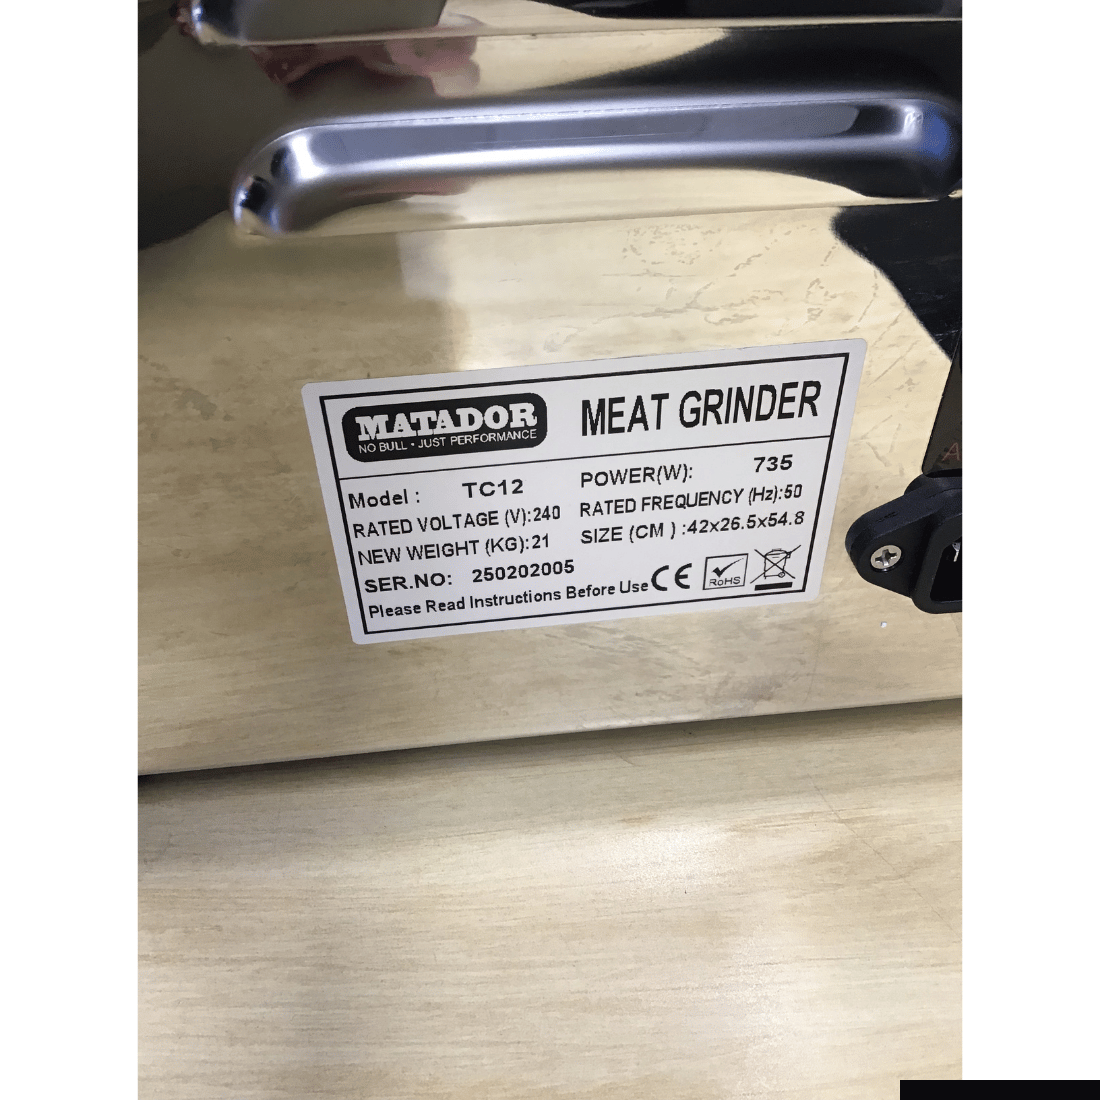 MATADOR
NO BULL • JUST PERFORMANCE
MEAT GRINDER
Model : TC12
POWER(W): 735
RATED VOLTAGE (V):240
RATED FREQUENCY (Hz):50
NEW WEIGHT (KG):21
SIZE (CM ) :42x26.5x54.8
SER.NO: 250202005
Please Read Instructions Before Use
CE
RoHS